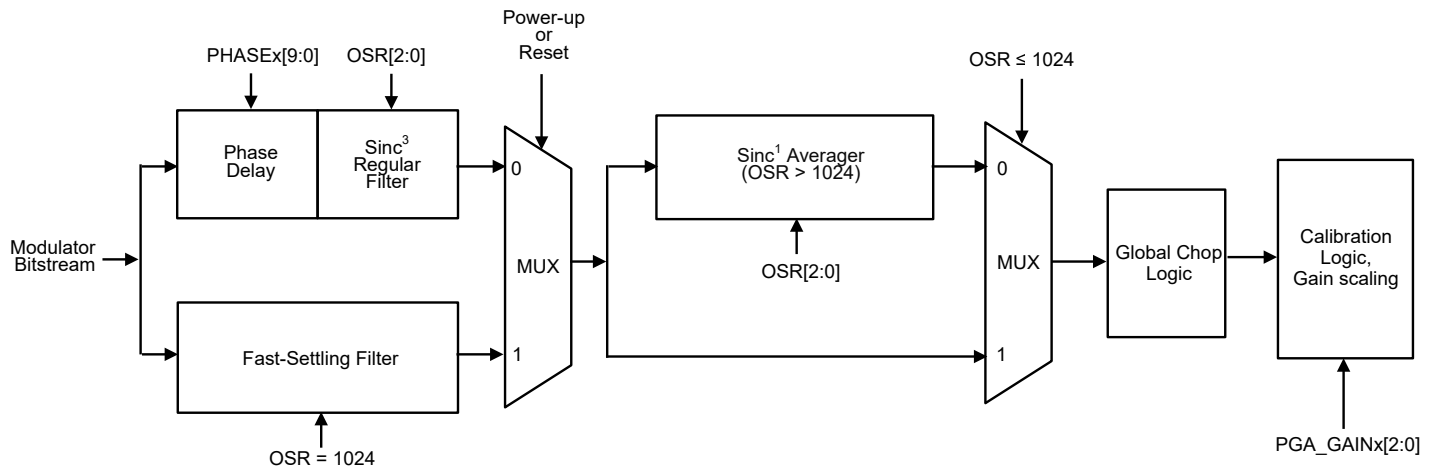 Power-up
or
Reset
PHASEx[9:0]
OSR[2:0]
OSR ≤ 1024
Phase
Delay
Sinc³
Regular
Filter
0
Sinc¹ Averager
(OSR > 1024)
0
Modulator
Bitstream
MUX
OSR[2:0]
MUX
Global Chop
Logic
Calibration
Logic,
Gain scaling
Fast-Settling Filter
1
1
OSR = 1024
PGA_GAINx[2:0]